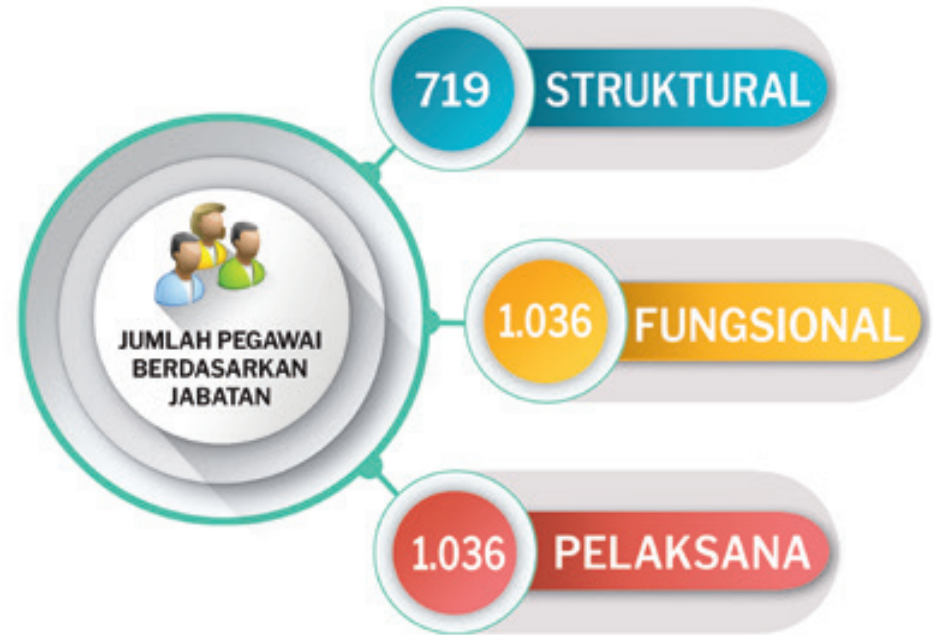 719 STRUKTURAL
JUMLAH PEGAWAI
BERDASARKAN
JABATAN
1.036 FUNGSIONAL
1.036 PELAKSANA